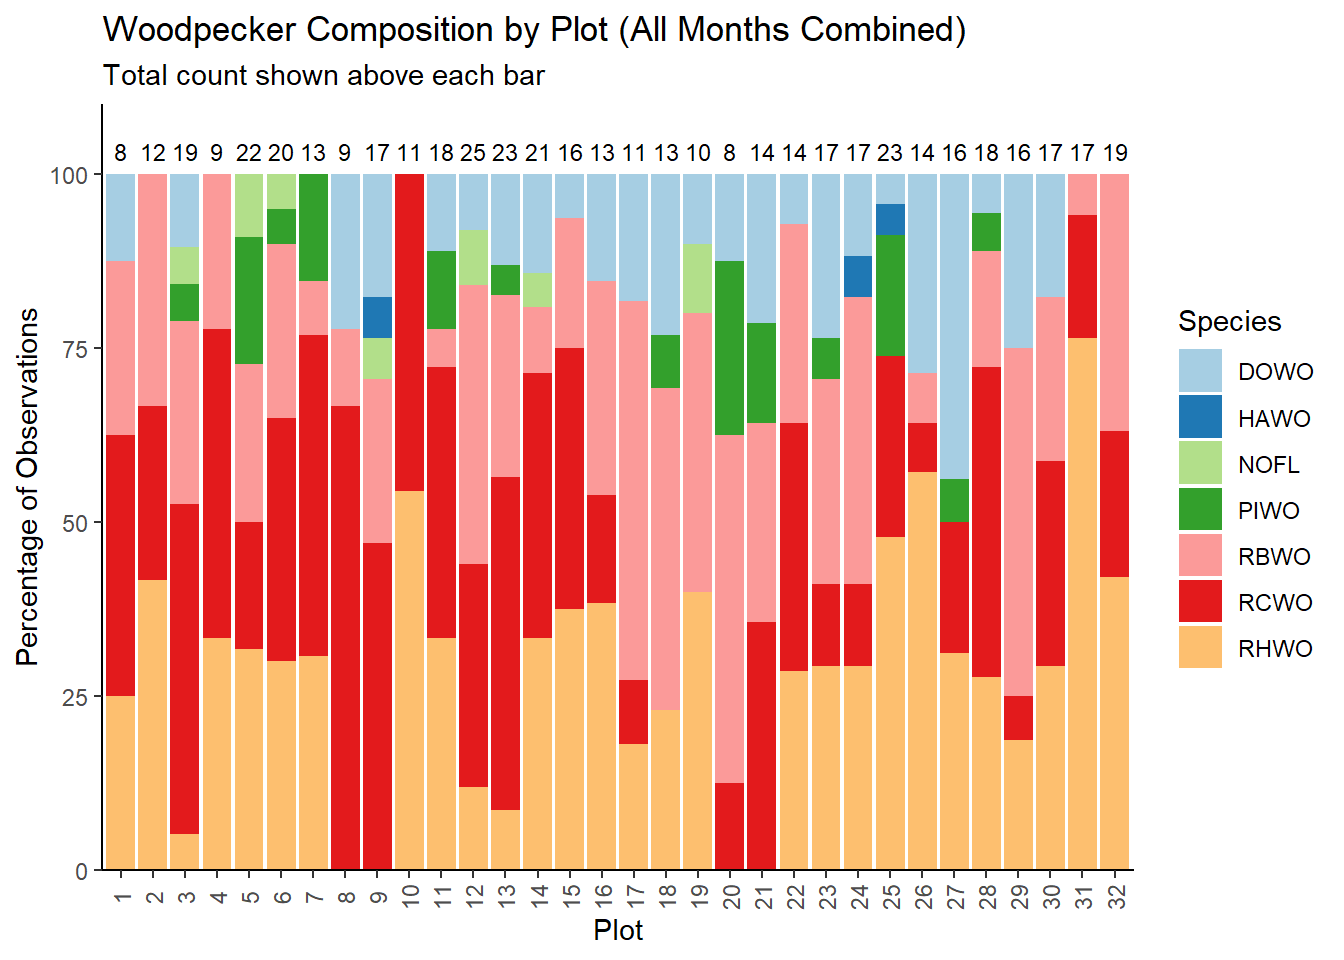 Woodpecker Composition by Plot (All Months Combined)
Total count shown above each bar
8 12 19 9 22 20 13 9 17 11 18 25 23 21 16 13 11 13 10 8 14 14 17 17 23 14 16 18 16 17 17 19
100
75
50
25
0
Percentage of Observations
1 2 3 4 5 6 7 8 9 10 11 12 13 14 15 16 17 18 19 20 21 22 23 24 25 26 27 28 29 30 31 32
Plot
Species
DOWO
HAWO
NOFL
PIWO
RBWO
RCWO
RHWO